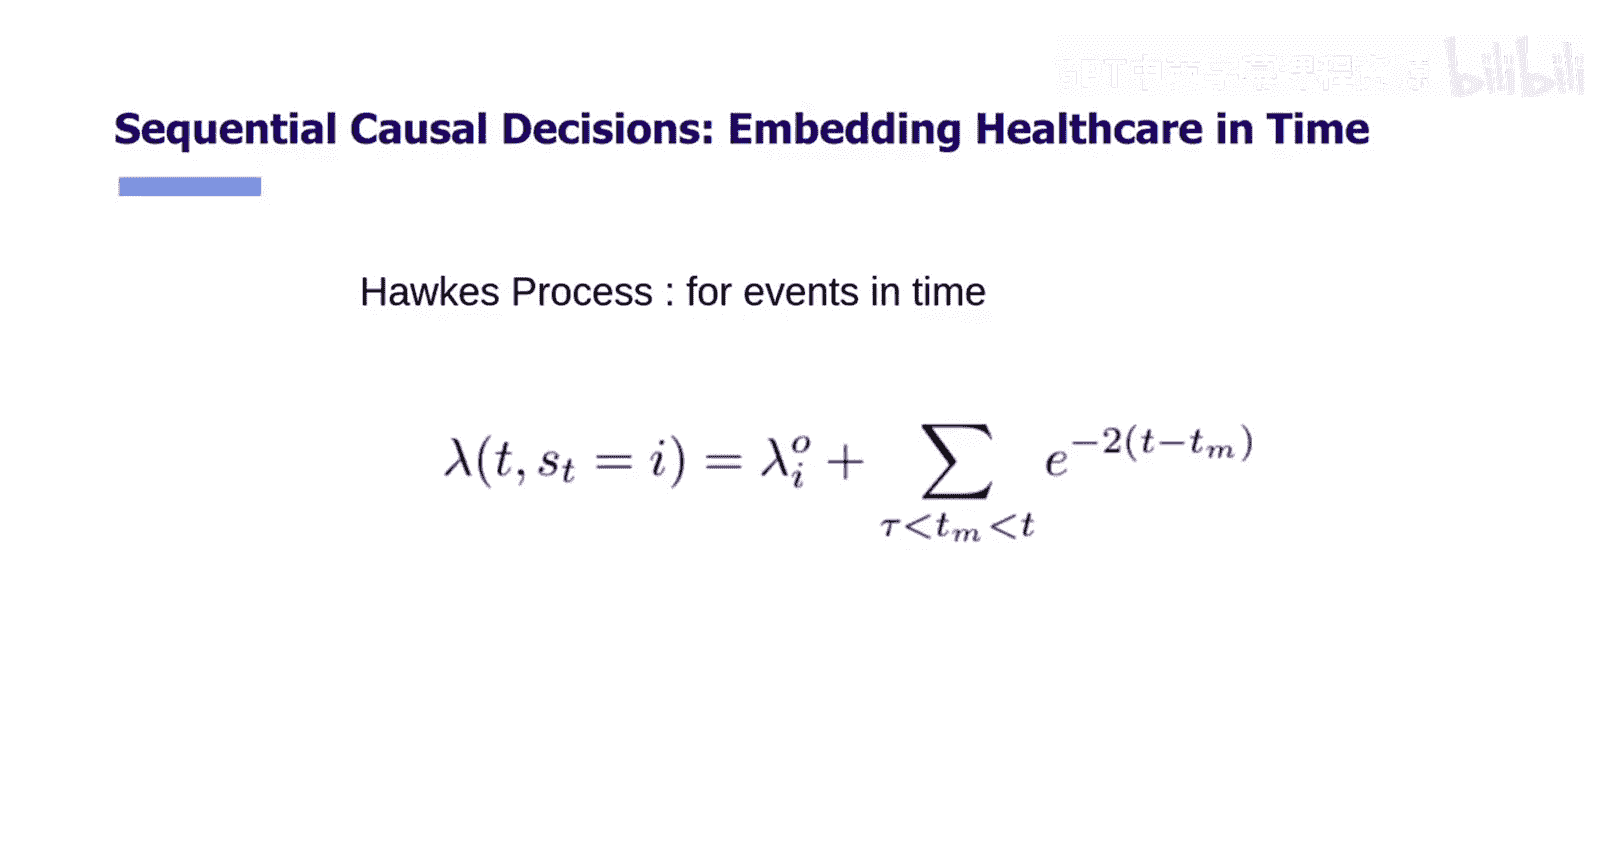 bilibili
Sequential Causal Decisions: Embedding Healthcare in Time
Hawkes Process : for events in time
λ(t, s_t = i) = λ_i^o + ∑_{τ<t_m<t} e^{−2(t−t_m)}